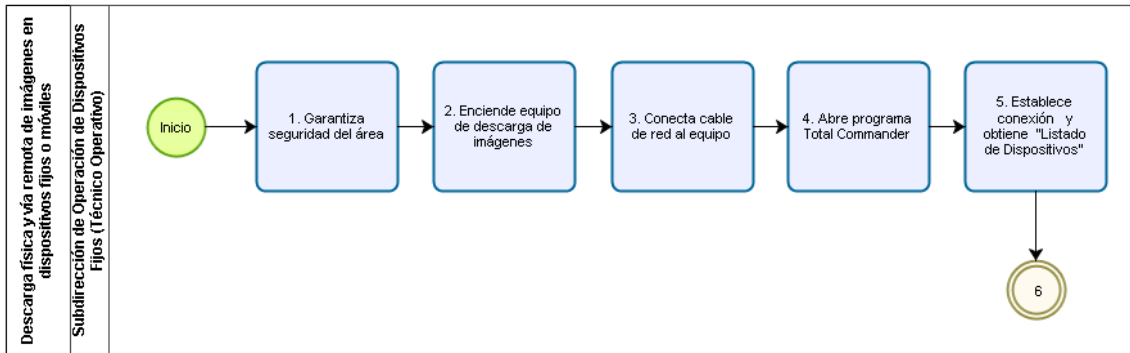 Descarga física y vía remota de imágenes en
dispositivos fijos o móviles
Subdirección de Operación de Dispositivos
Fijos (Técnico Operativo)
Inicio
1. Garantiza
seguridad del área
2. Enciende equipo
de descarga de
imágenes
3. Conecta cable
de red al equipo
4. Abre programa
Total Commander
5. Establece
conexión y
obtiene "Listado
de Dispositivos"
6